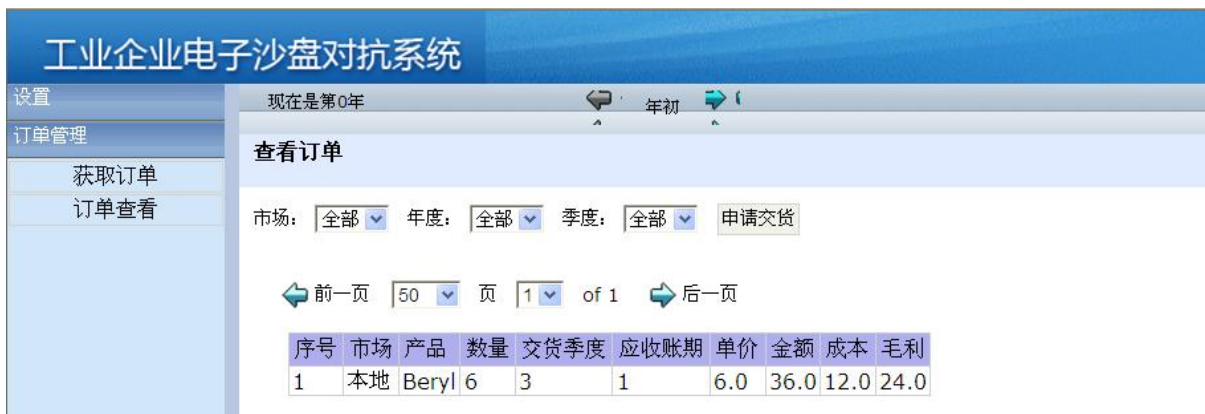 工业企业电子沙盘对抗系统
设置
现在是第0年 年初
订单管理
查看订单
获取订单
订单查看
市场: 全部 年度: 全部 季度: 全部 申请交货
前一页 50 页 1 of 1 后一页
序号 市场 产品 数量 交货季度 应收账期 单价 金额 成本 毛利
1 本地 Beryl 6 3 1 6.0 36.0 12.0 24.0